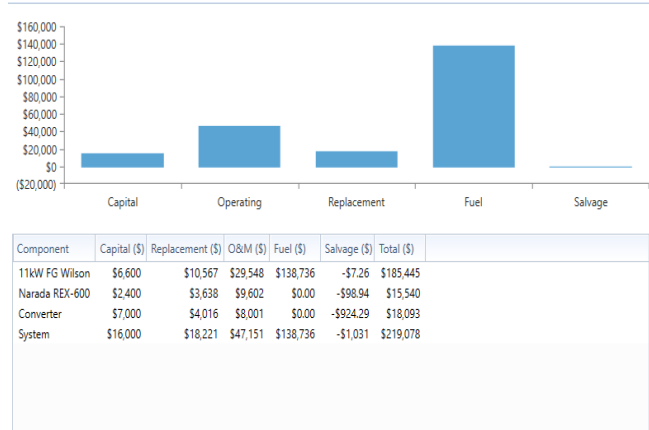 $160,000
$140,000
$120,000
$100,000
$80,000
$60,000
$40,000
$20,000
$0
($20,000)
Capital Operating Replacement Fuel Salvage
Component Capital ($) Replacement ($) O&M ($) Fuel ($) Salvage ($) Total ($)
11kW FG Wilson $6,600 $10,567 $29,548 $138,736 -$7.26 $185,445
Narada REX-600 $2,400 $3,638 $9,602 $0.00 -$98.94 $15,540
Converter $7,000 $4,016 $8,001 $0.00 -$924.29 $18,093
System $16,000 $18,221 $47,151 $138,736 -$1,031 $219,078